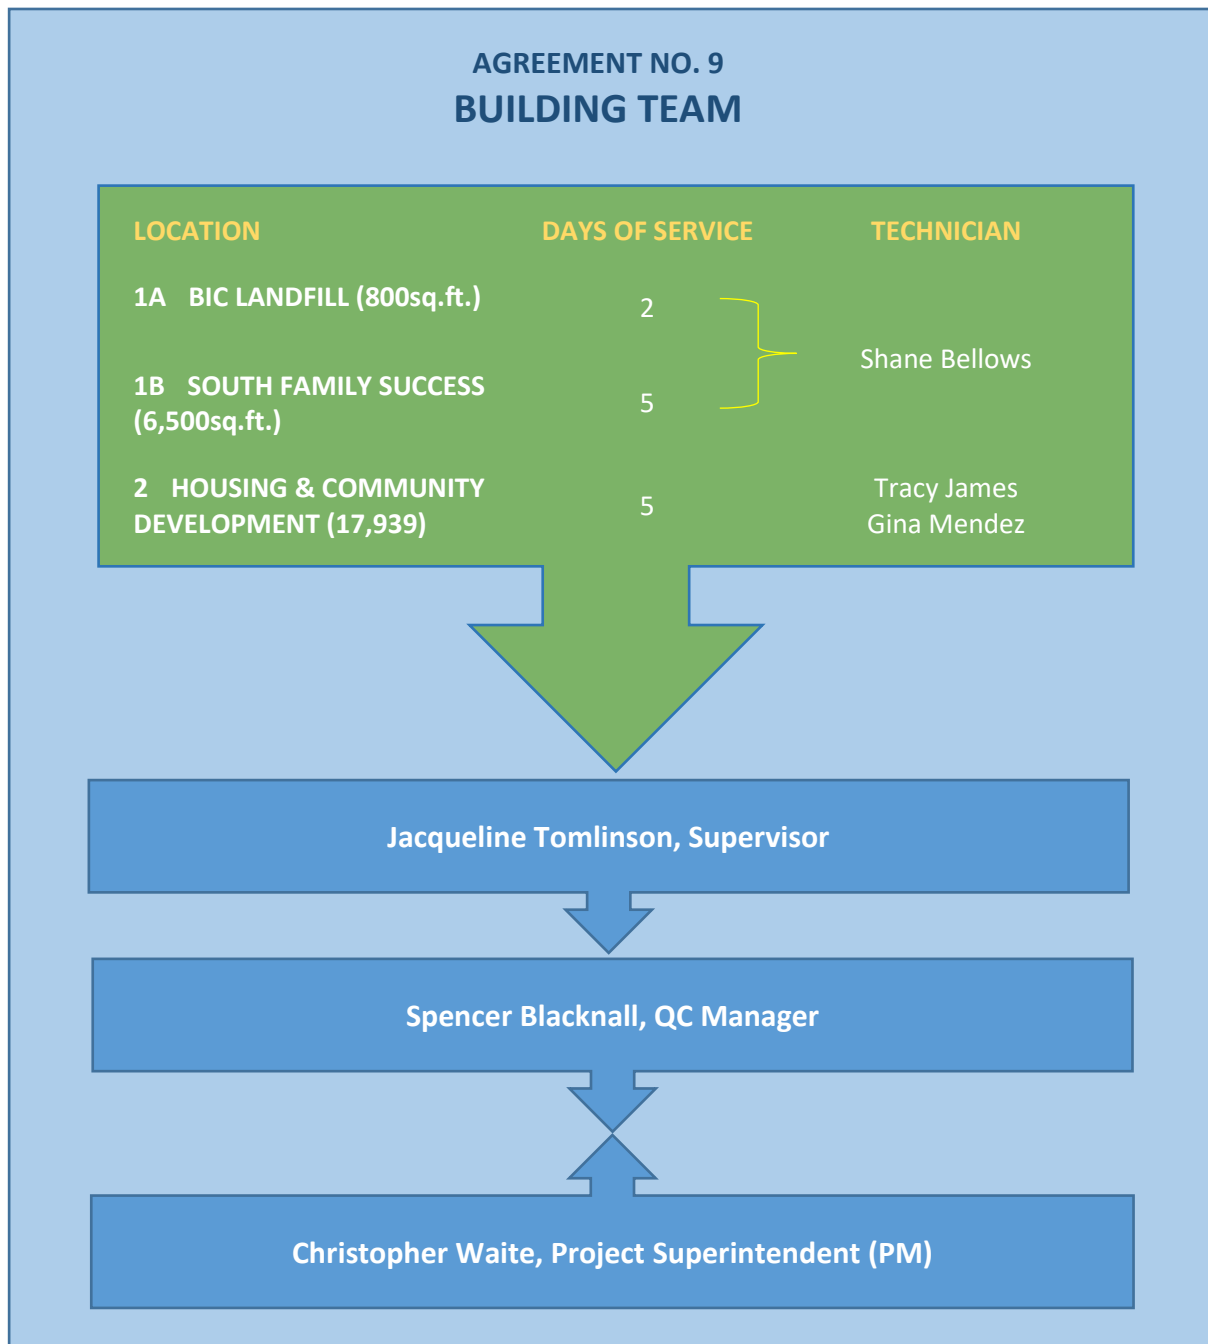 AGREEMENT NO. 9
BUILDING TEAM
LOCATION DAYS OF SERVICE TECHNICIAN
1A BIC LANDFILL (800sq.ft.) 2
Shane Bellows
1B SOUTH FAMILY SUCCESS
(6,500sq.ft.) 5
2 HOUSING & COMMUNITY
DEVELOPMENT (17,939) 5
Tracy James
Gina Mendez
Jacqueline Tomlinson, Supervisor
Spencer Blacknall, QC Manager
Christopher Waite, Project Superintendent (PM)